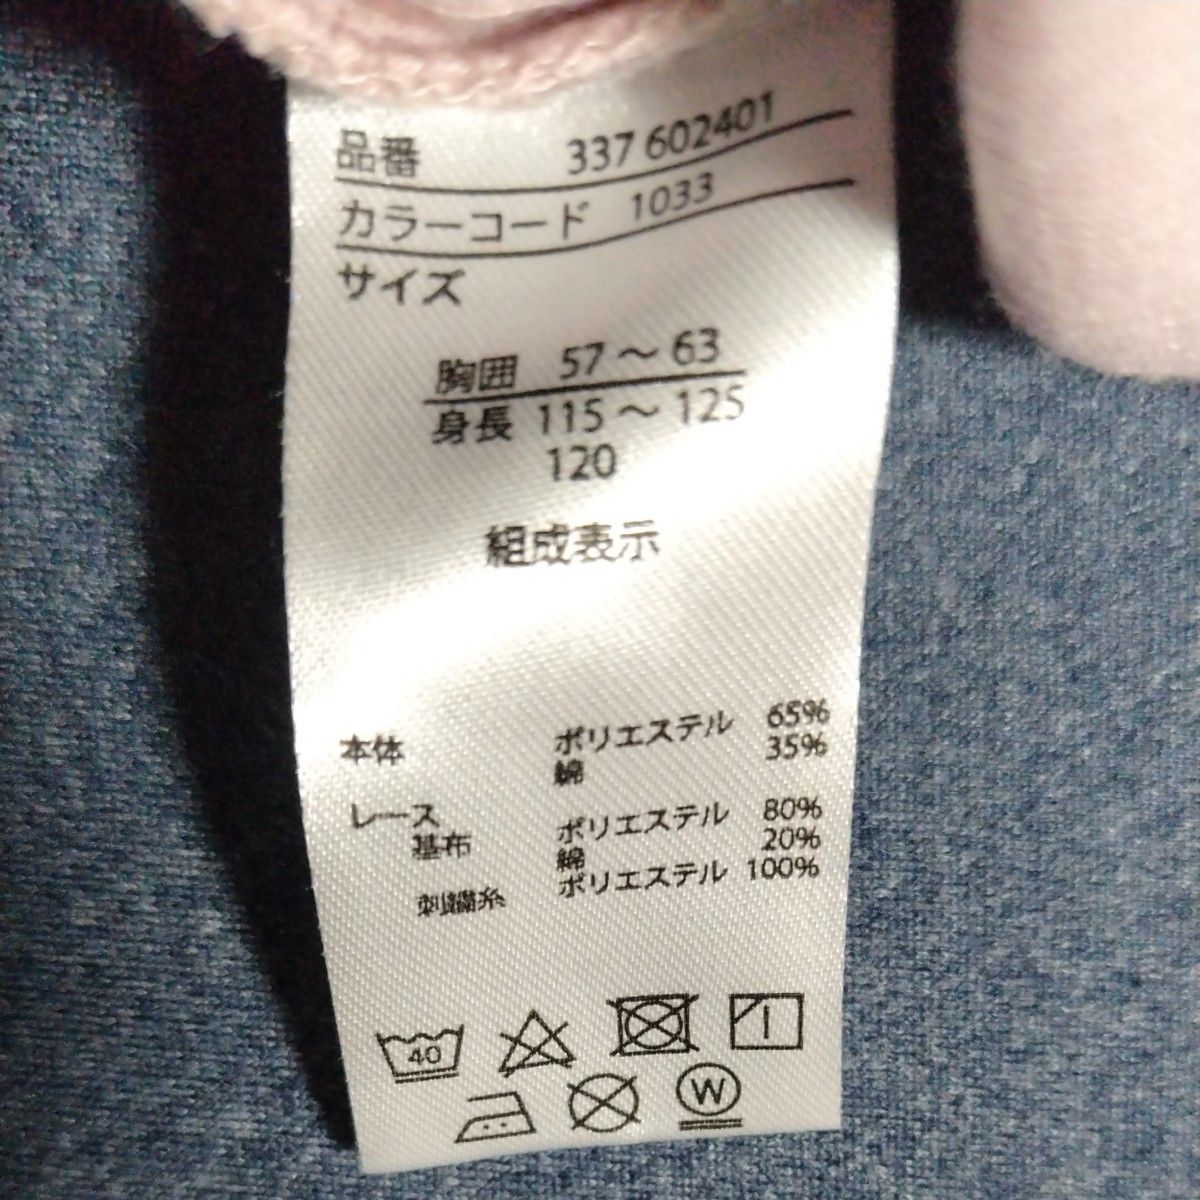 品番 337 602401
カラーコード 1033
サイズ
胸囲 57～63
身長 115～125
120
組成表示
本体 ポリエステル 65%
綿 35%
レース
基布 ポリエステル 80%
綿 20%
刺繍糸 ポリエステル 100%
40
W